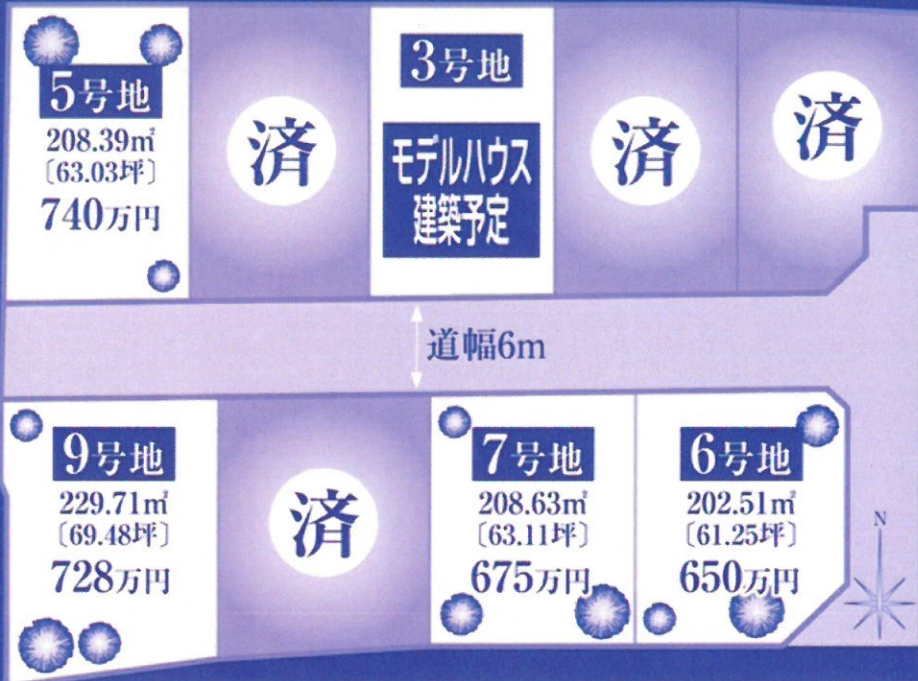 5号地
208.39㎡
〔63.03坪〕
740万円
済
3号地
モデルハウス
建築予定
済
済
道幅6m
9号地
229.71㎡
〔69.48坪〕
728万円
済
7号地
208.63㎡
〔63.11坪〕
675万円
6号地
202.51㎡
〔61.25坪〕
650万円
N